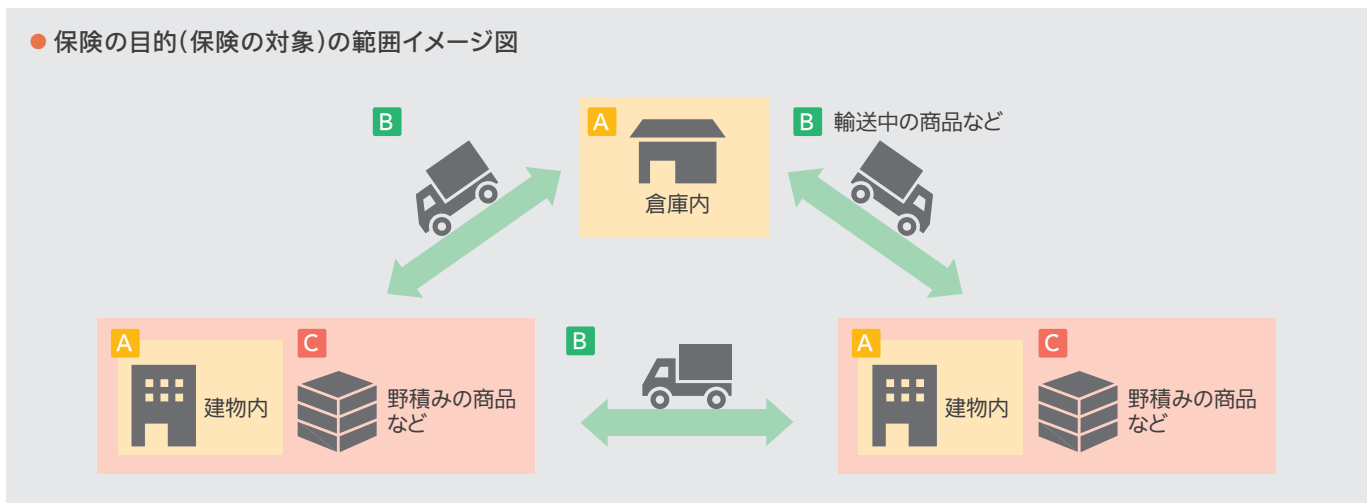 ●保険の目的(保険の対象)の範囲イメージ図
B
A
倉庫内
B 輸送中の商品など
A
建物内
C
野積みの商品
など
B
A
建物内
C
野積みの商品
など